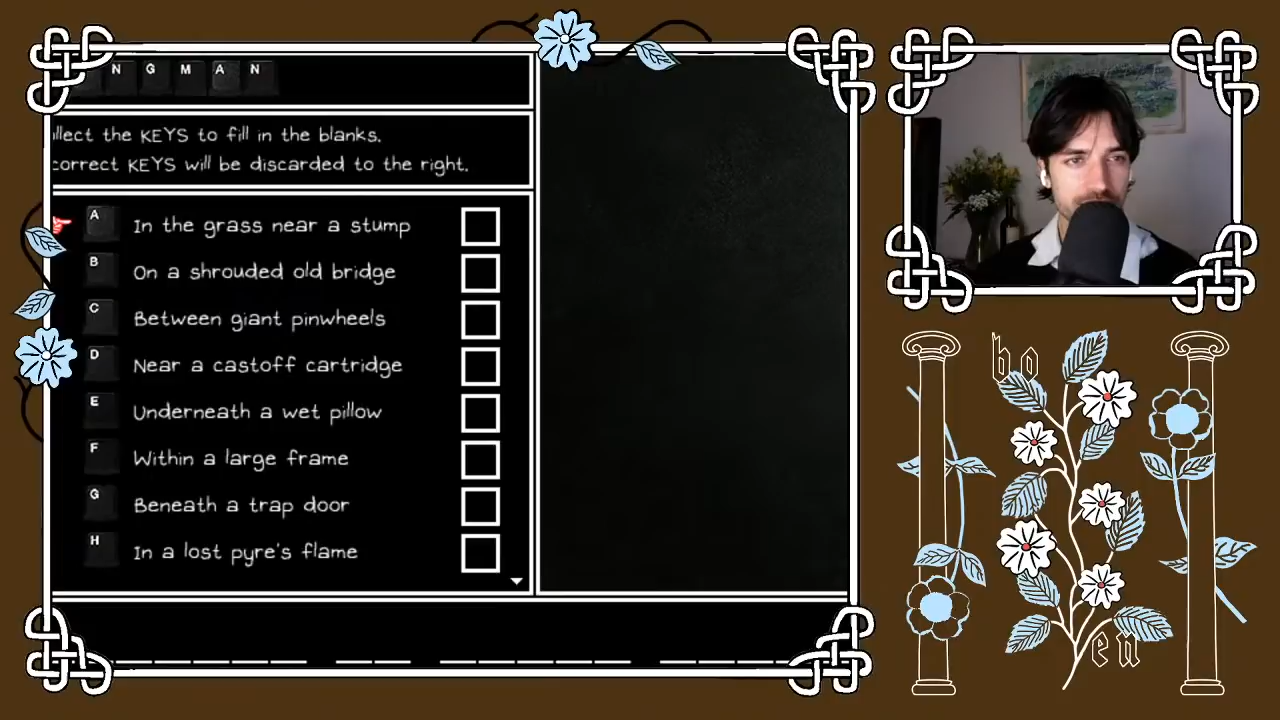 N G M A N
llect the KEYS to fill in the blanks.
correct KEYS will be discarded to the right.
A In the grass near a stump
B On a shrouded old bridge
C Between giant pinwheels
D Near a castoff cartridge
E Underneath a wet pillow
F Within a large frame
G Beneath a trap door
H In a lost pyre's flame
bo
en